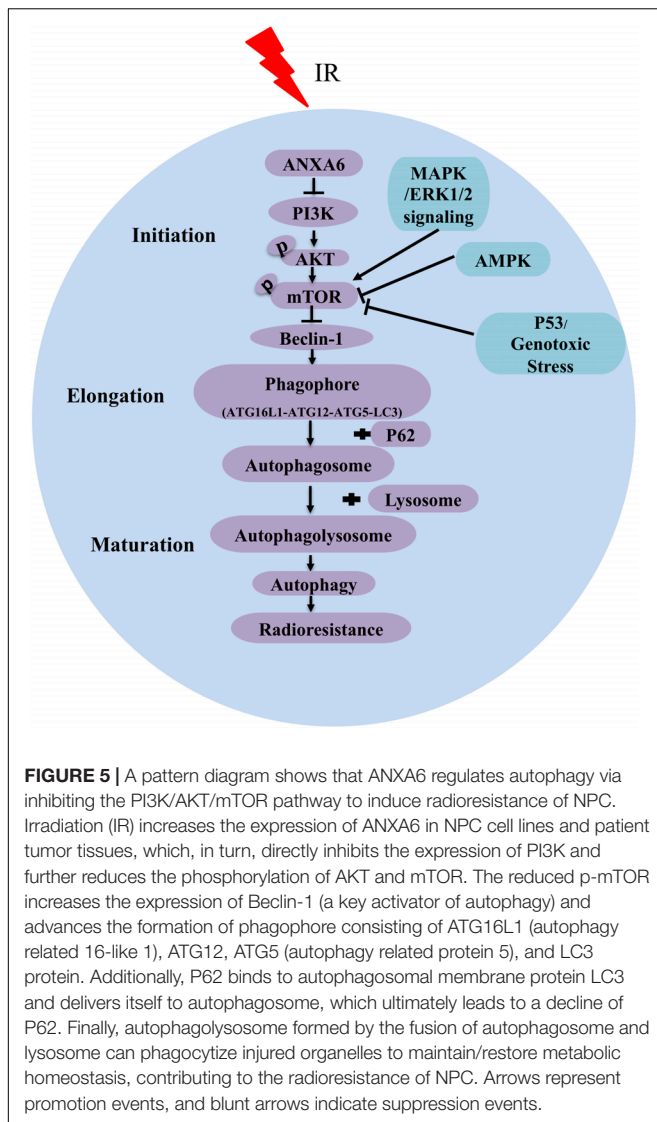 IR
ANXA6
PI3K
Initiation
p
AKT
p
mTOR
MAPK
/ERK1/2
signaling
AMPK
P53/
Genotoxic
Stress
Beclin-1
Elongation
Phagophore
(ATG16L1-ATG12-ATG5-LC3)
P62
Autophagosome
Lysosome
Maturation
Autophagolysosome
Autophagy
Radioresistance
FIGURE 5 | A pattern diagram shows that ANXA6 regulates autophagy via
inhibiting the PI3K/AKT/mTOR pathway to induce radioresistance of NPC.
Irradiation (IR) increases the expression of ANXA6 in NPC cell lines and patient
tumor tissues, which, in turn, directly inhibits the expression of PI3K and
further reduces the phosphorylation of AKT and mTOR. The reduced p-mTOR
increases the expression of Beclin-1 (a key activator of autophagy) and
advances the formation of phagophore consisting of ATG16L1 (autophagy
related 16-like 1), ATG12, ATG5 (autophagy related protein 5), and LC3
protein. Additionally, P62 binds to autophagosomal membrane protein LC3
and delivers itself to autophagosome, which ultimately leads to a decline of
P62. Finally, autophagolysosome formed by the fusion of autophagosome and
lysosome can phagocytize injured organelles to maintain/restore metabolic
homeostasis, contributing to the radioresistance of NPC. Arrows represent
promotion events, and blunt arrows indicate suppression events.